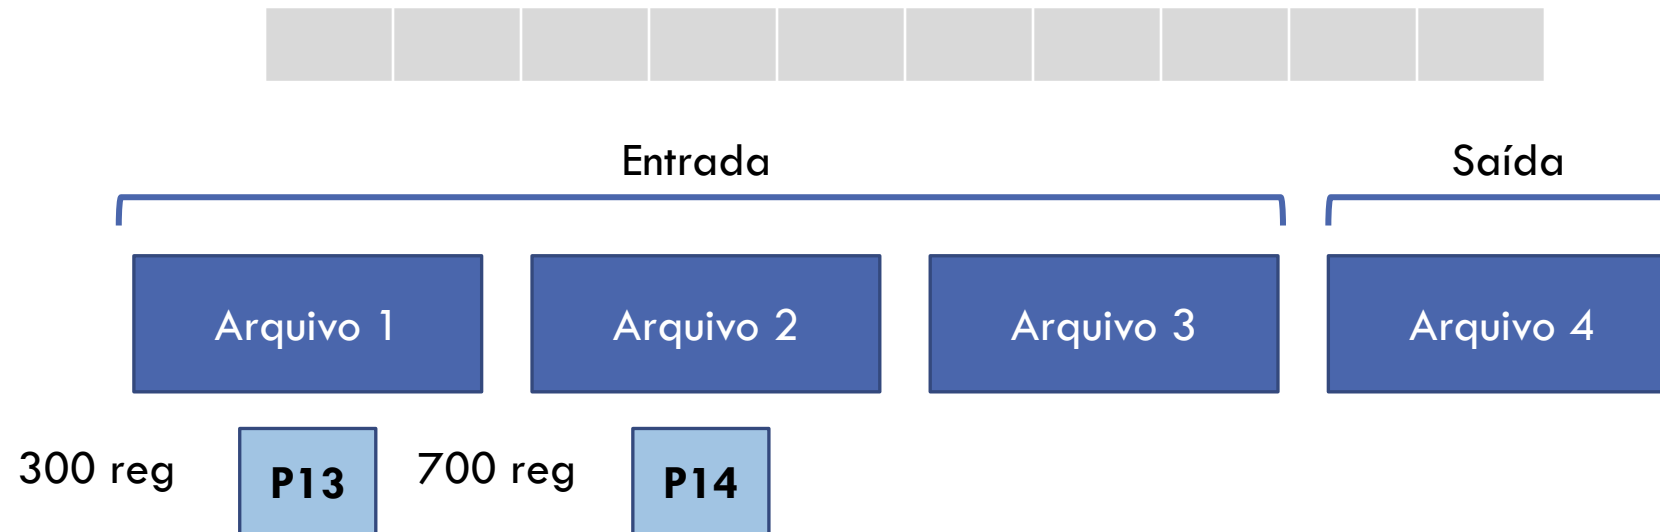 Entrada Saída
Arquivo 1 Arquivo 2 Arquivo 3 Arquivo 4
300 reg P13 700 reg P14